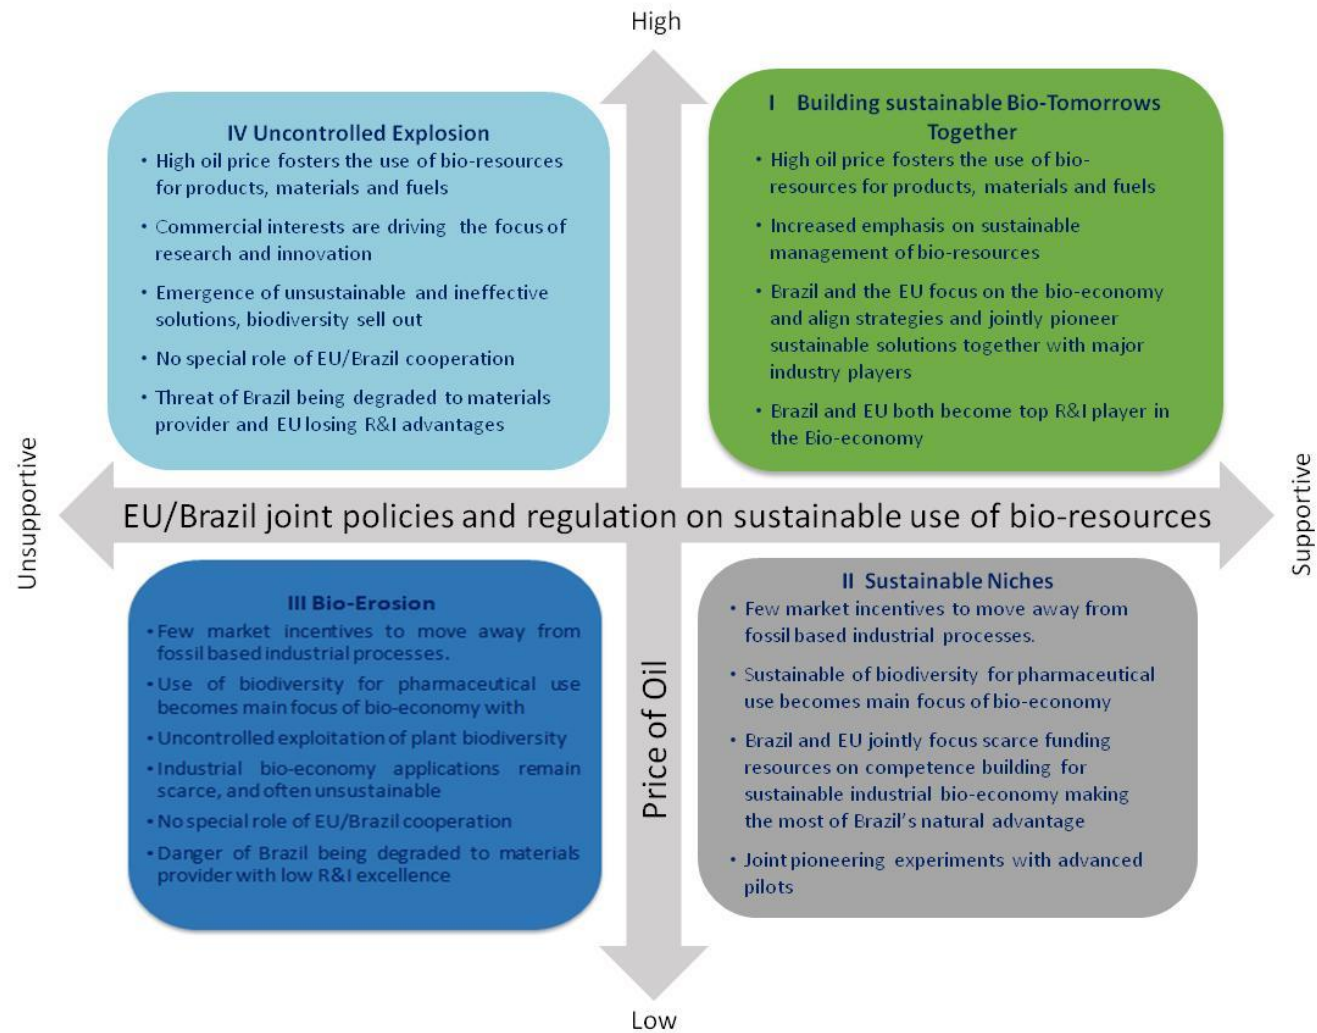 High
IV Uncontrolled Explosion
• High oil price fosters the use of bio-resources
for products, materials and fuels
• Commercial interests are driving the focus of
research and innovation
• Emergence of unsustainable and ineffective
solutions, biodiversity sell out
• No special role of EU/Brazil cooperation
• Threat of Brazil being degraded to materials
provider and EU losing R&I advantages
I Building sustainable Bio-Tomorrows
Together
• High oil price fosters the use of bio-
resources for products, materials and fuels
• Increased emphasis on sustainable
management of bio-resources
• Brazil and the EU focus on the bio-economy
and align strategies and jointly pioneer
sustainable solutions together with major
industry players
• Brazil and EU both become top R&I player in
the Bio-economy
Unsupportive
EU/Brazil joint policies and regulation on sustainable use of bio-resources
Supportive
III Bio-Erosion
• Few market incentives to move away from
fossil based industrial processes.
• Use of biodiversity for pharmaceutical use
becomes main focus of bio-economy with
• Uncontrolled exploitation of plant biodiversity
• Industrial bio-economy applications remain
scarce, and often unsustainable
• No special role of EU/Brazil cooperation
• Danger of Brazil being degraded to materials
provider with low R&I excellence
Price of Oil
II Sustainable Niches
• Few market incentives to move away from
fossil based industrial processes.
• Sustainable of biodiversity for pharmaceutical
use becomes main focus of bio-economy
• Brazil and EU jointly focus scarce funding
resources on competence building for
sustainable industrial bio-economy making
the most of Brazil's natural advantage
• Joint pioneering experiments with advanced
pilots
Low